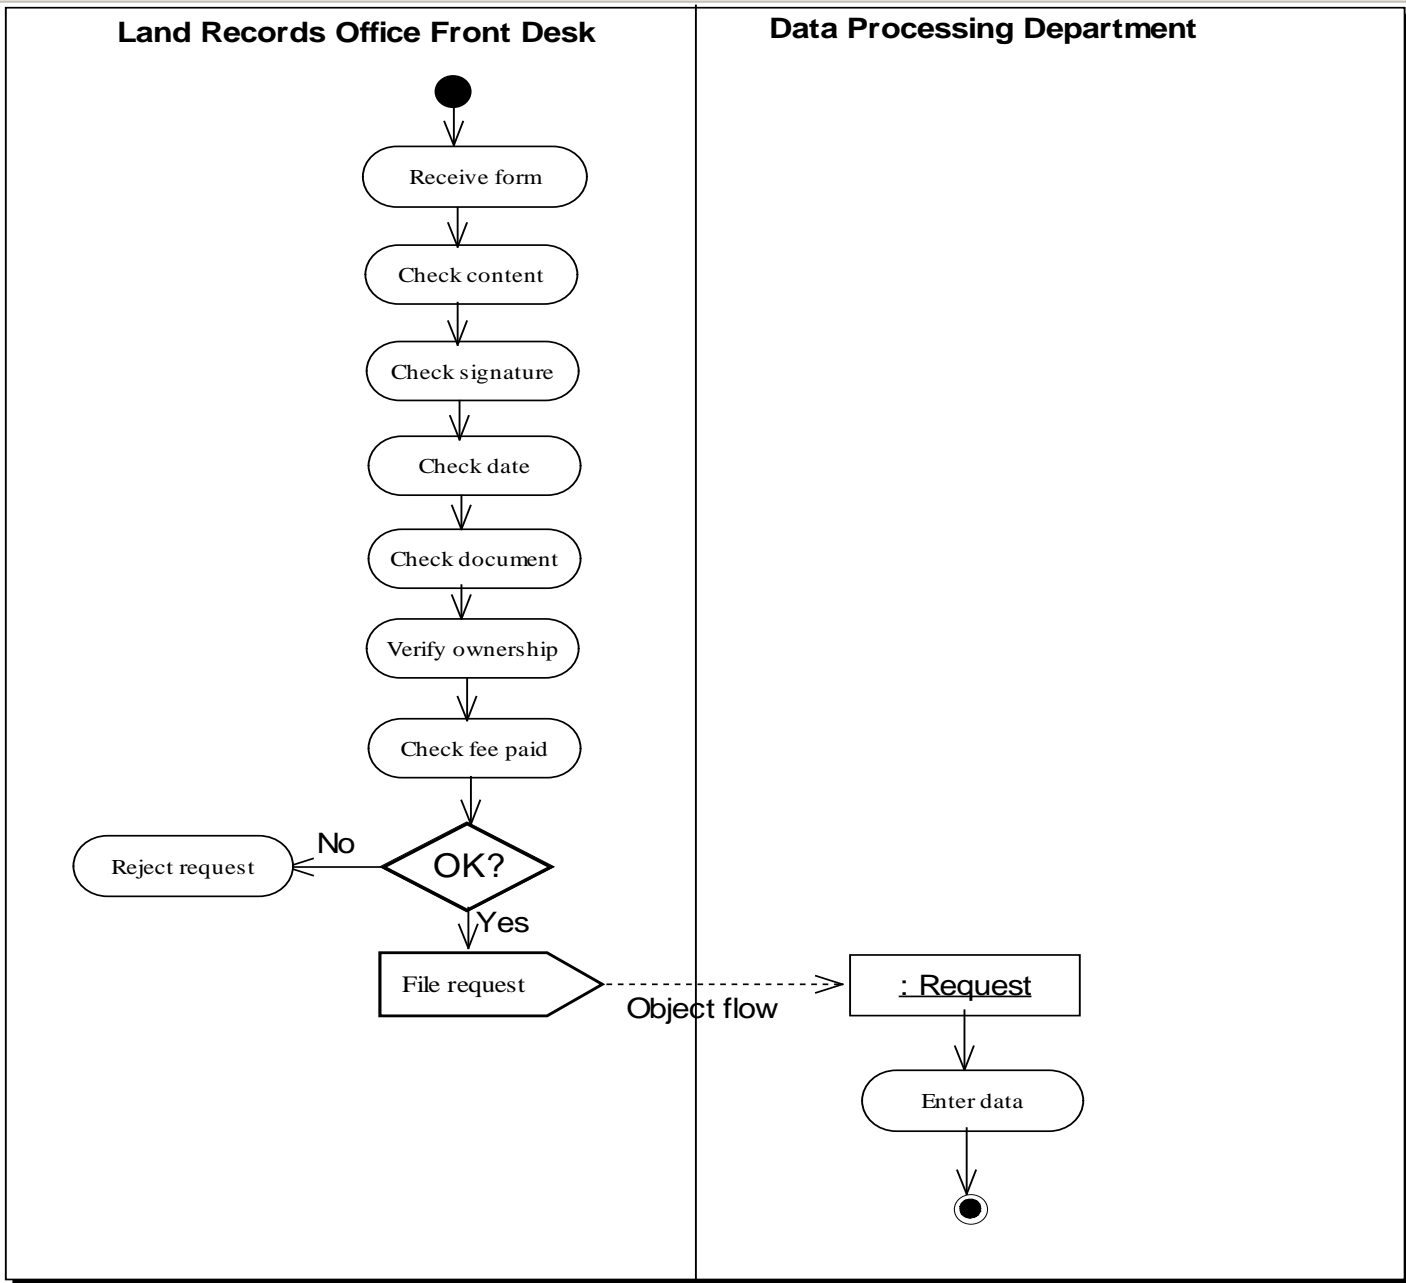 Land Records Office Front Desk
Data Processing Department
Receive form
Check content
Check signature
Check date
Check document
Verify ownership
Check fee paid
OK?
No
Reject request
Yes
File request
Object flow
: Request
Enter data